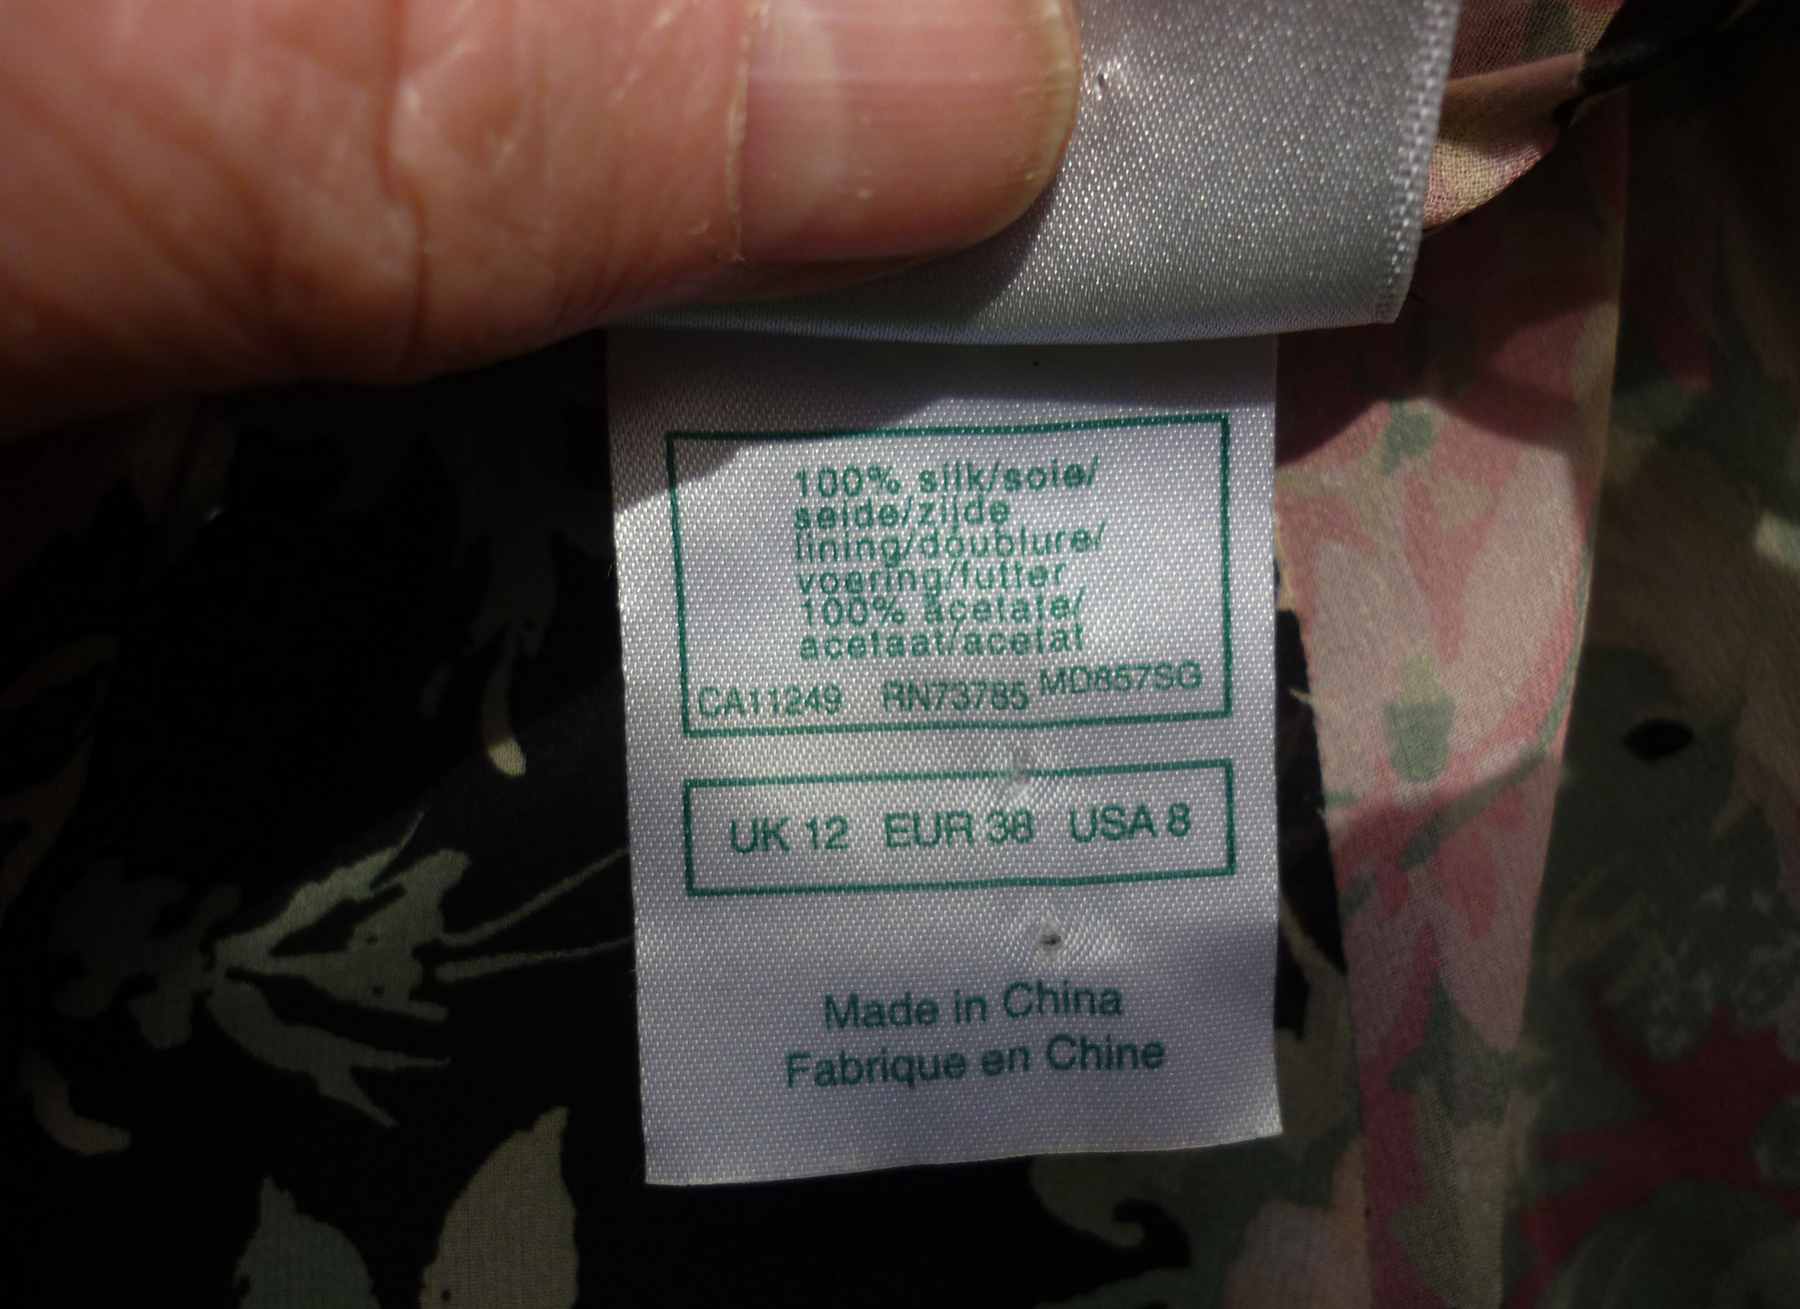 100% silk/soie/
seide/zijde
lining/doublure/
voering/futter
100% acetate/
acetaat/acetat
CA11249 RN73785 MD857SG
UK 12 EUR 38 USA 8
Made in China
Fabrique en Chine